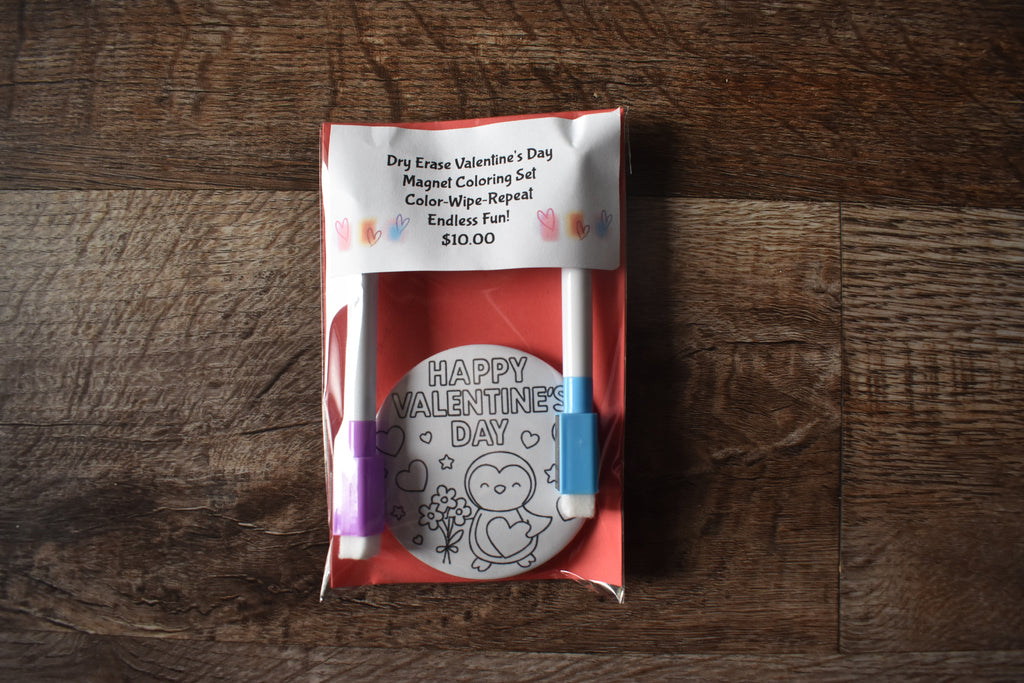 Dry Erase Valentine's Day
Magnet Coloring Set
Color-Wipe-Repeat
Endless Fun!
$10.00
HAPPY
VALENTINE'S
DAY